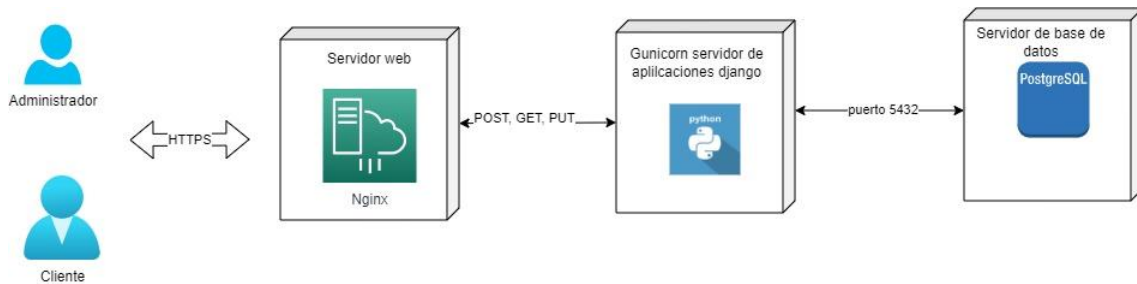 Administrador
Cliente
HTTPS
Servidor web
Nginx
POST, GET, PUT
Gunicorn servidor de
aplilcaciones django
python
puerto 5432
Servidor de base de
datos
PostgreSQL